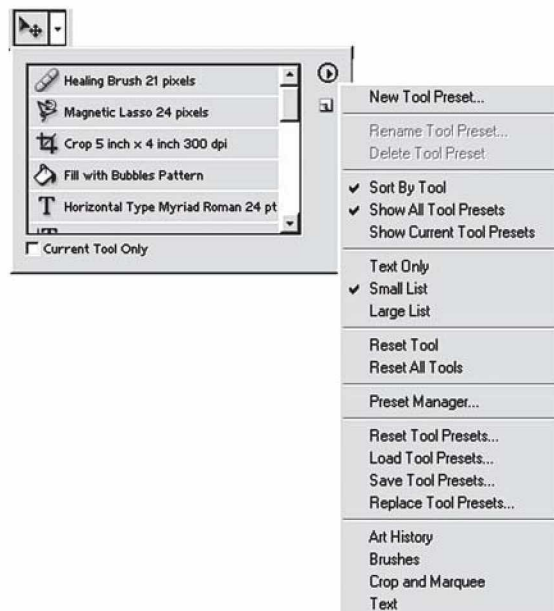 Healing Brush 21 pixels
Magnetic Lasso 24 pixels
Crop 5 inch x 4 inch 300 dpi
Fill with Bubbles Pattern
Horizontal Type Myriad Roman 24 pt
Current Tool Only
New Tool Preset...
Rename Tool Preset...
Delete Tool Preset
Sort By Tool
Show All Tool Presets
Show Current Tool Presets
Text Only
Small List
Large List
Reset Tool
Reset All Tools
Preset Manager...
Reset Tool Presets...
Load Tool Presets...
Save Tool Presets...
Replace Tool Presets...
Art History
Brushes
Crop and Marquee
Text